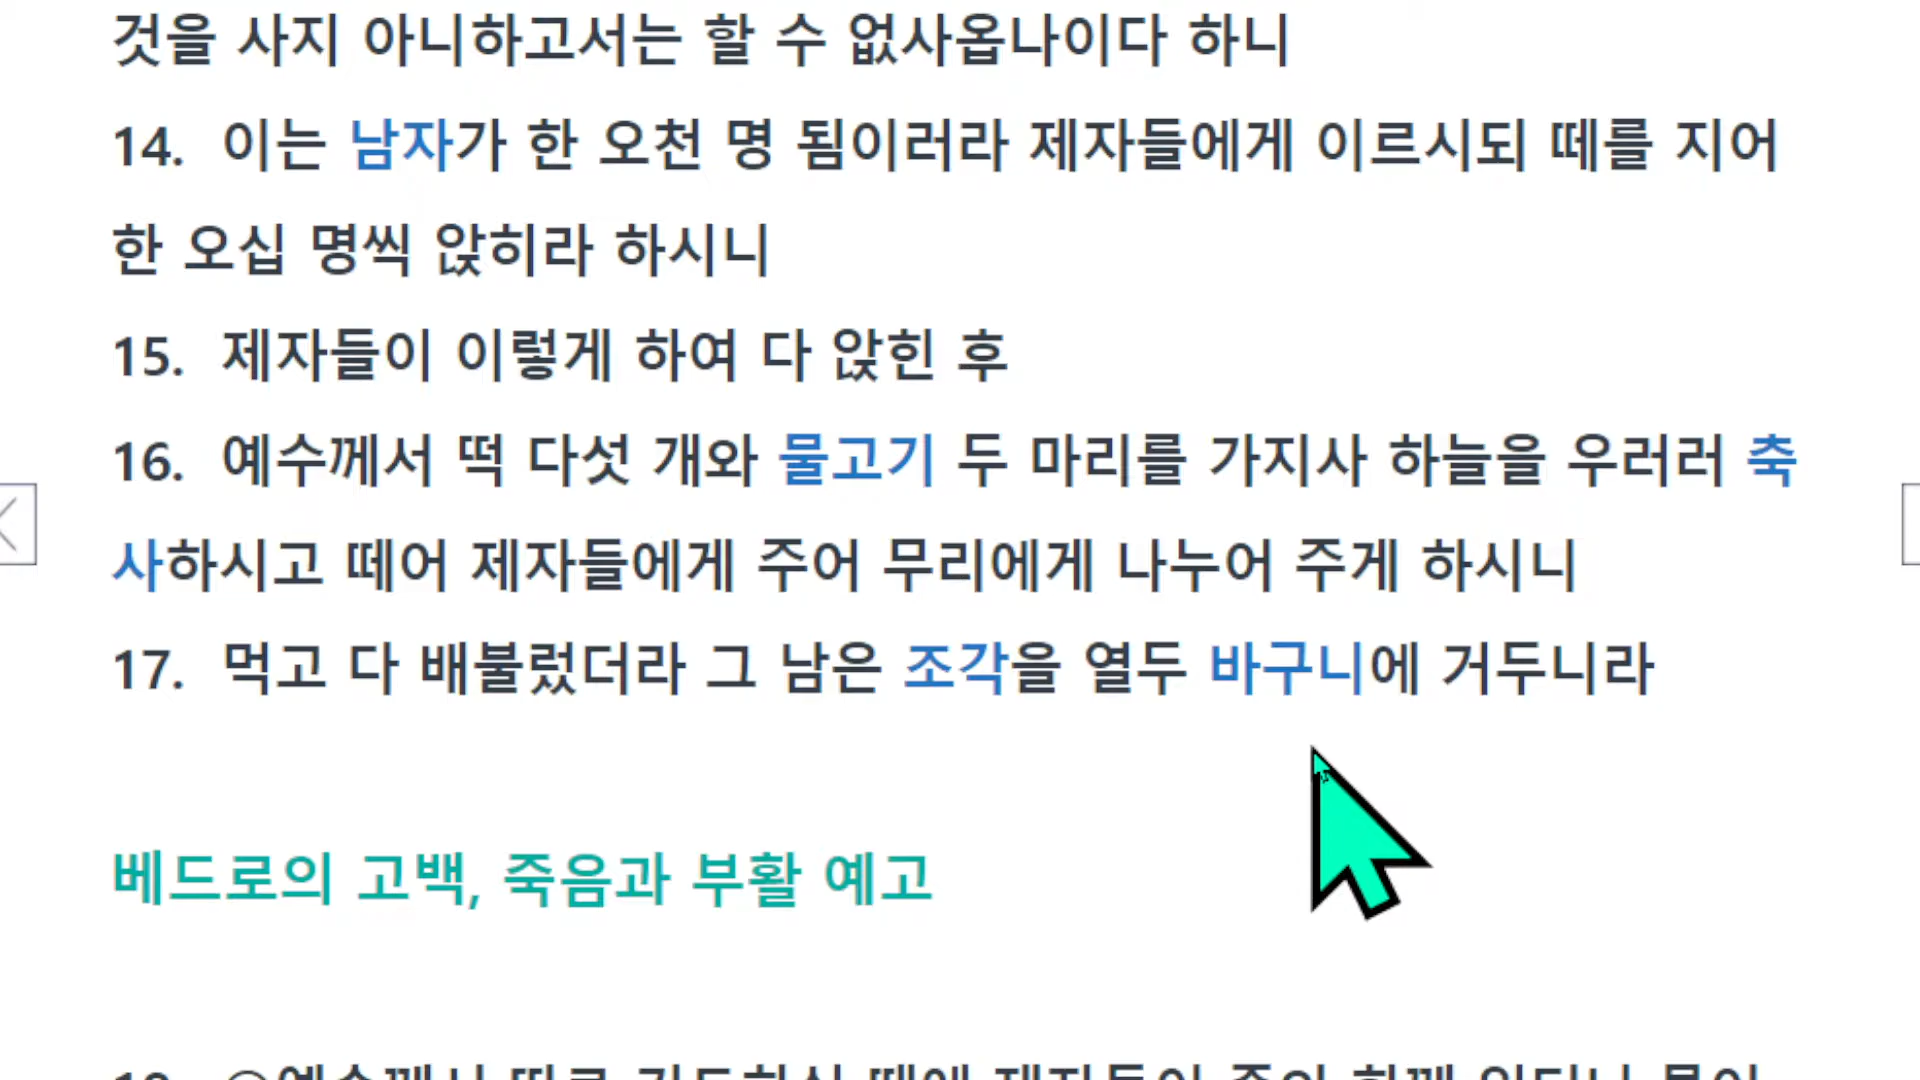 것을 사지 아니하고서는 할 수 없사옵나이다 하니
14. 이는 남자가 한 오천 명 됨이러라 제자들에게 이르시되 떼를 지어
한 오십 명씩 앉히라 하시니
15. 제자들이 이렇게 하여 다 앉힌 후
16. 예수께서 떡 다섯 개와 물고기 두 마리를 가지사 하늘을 우러러 축
사하시고 떼어 제자들에게 주어 무리에게 나누어 주게 하시니
17. 먹고 다 배불렀더라 그 남은 조각을 열두 바구니에 거두니라
베드로의 고백, 죽음과 부활 예고